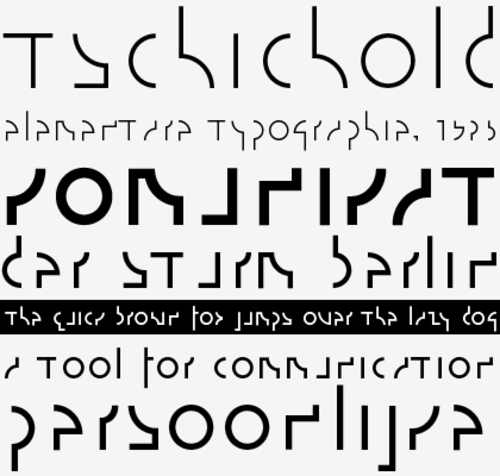 tschichold
elementare typographie, 1925
komunikat
der sturm berlin
the quick brown fox jumps over the lazy dog
a tool for communication
persoonlijke